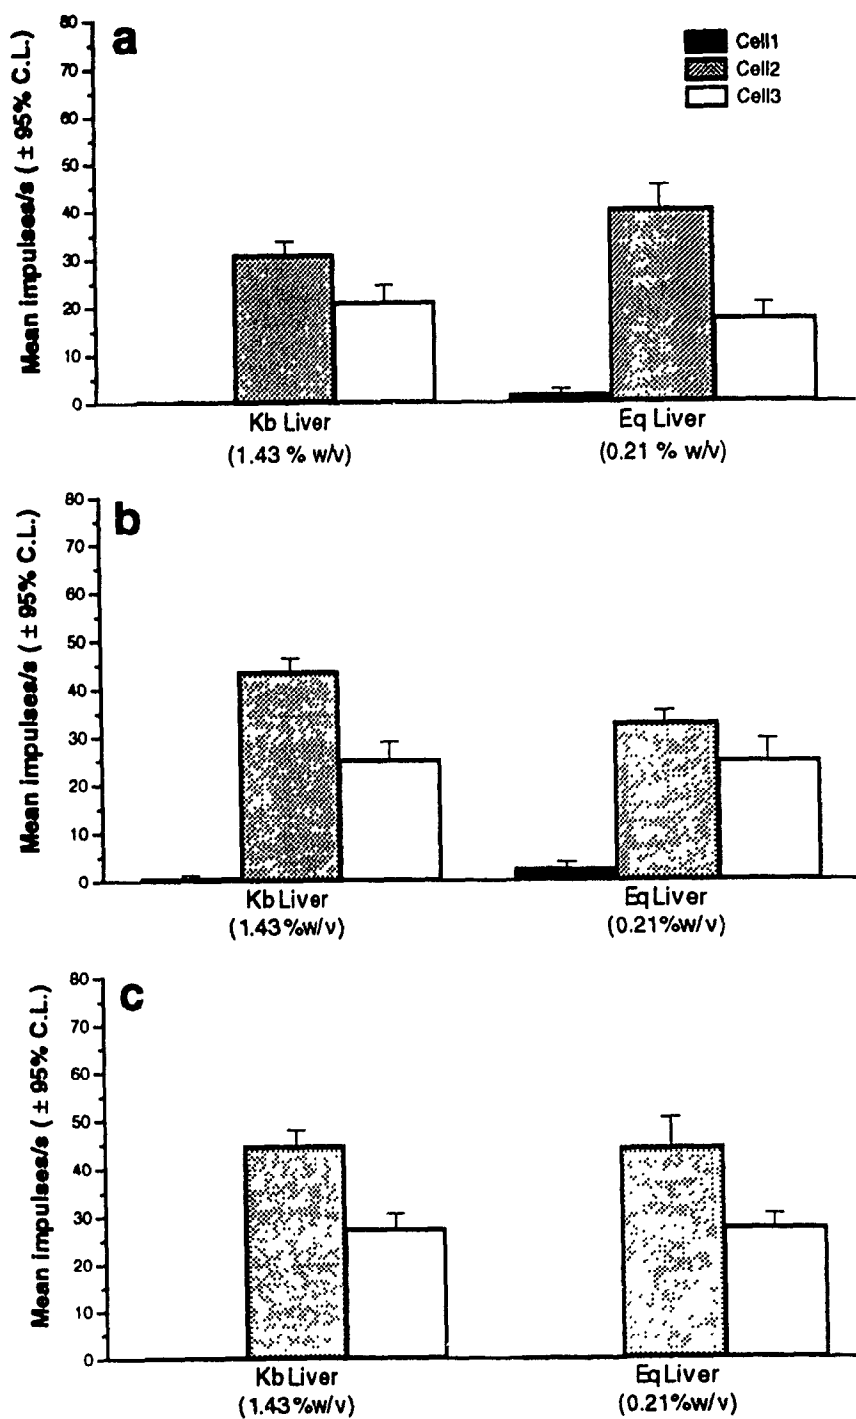 a
Mean impulses/s ( ± 95% C.L.)
80
70
60
50
40
30
20
10
0
Cell1
Cell2
Cell3
Kb Liver
(1.43 % w/v)
Eq Liver
(0.21 % w/v)
b
Mean impulses/s ( ± 95% C.L.)
80
70
60
50
40
30
20
10
0
Kb Liver
(1.43%w/v)
Eq Liver
(0.21%w/v)
c
Mean impulses/s ( ± 95% C.L.)
80
70
60
50
40
30
20
10
0
Kb Liver
(1.43%w/v)
Eq Liver
(0.21%w/v)